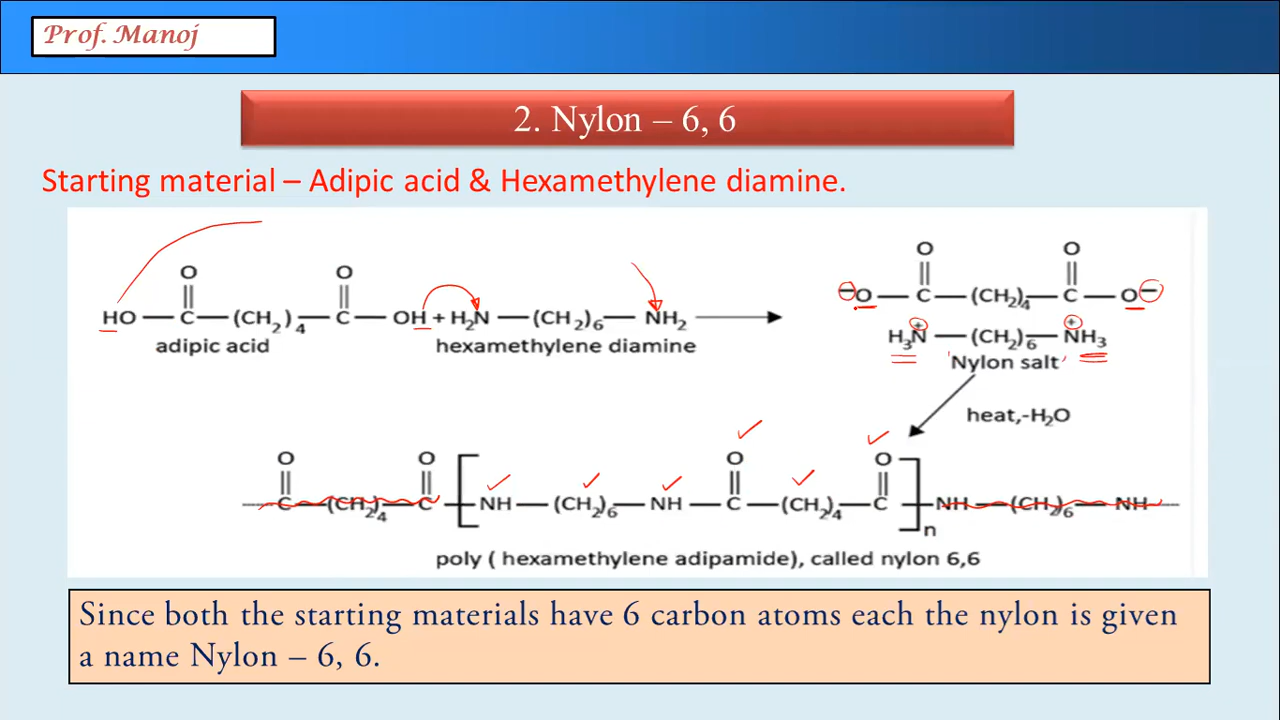 Prof. Manoj
2. Nylon – 6, 6
Starting material – Adipic acid & Hexamethylene diamine.
O O O O
HO — C — (CH2)4 — C — OH + H2N — (CH2)6 — NH2 −O — C — (CH2)4 — C — O−
H3N+ — (CH2)6 — N+H3
adipic acid hexamethylene diamine
'Nylon salt'
heat,-H2O
O O O O
C — (CH2)4 — C — [ NH — (CH2)6 — NH — C — (CH2)4 — C ]n NH — (CH2)6 — NH
poly ( hexamethylene adipamide), called nylon 6,6
Since both the starting materials have 6 carbon atoms each the nylon is given
a name Nylon – 6, 6.